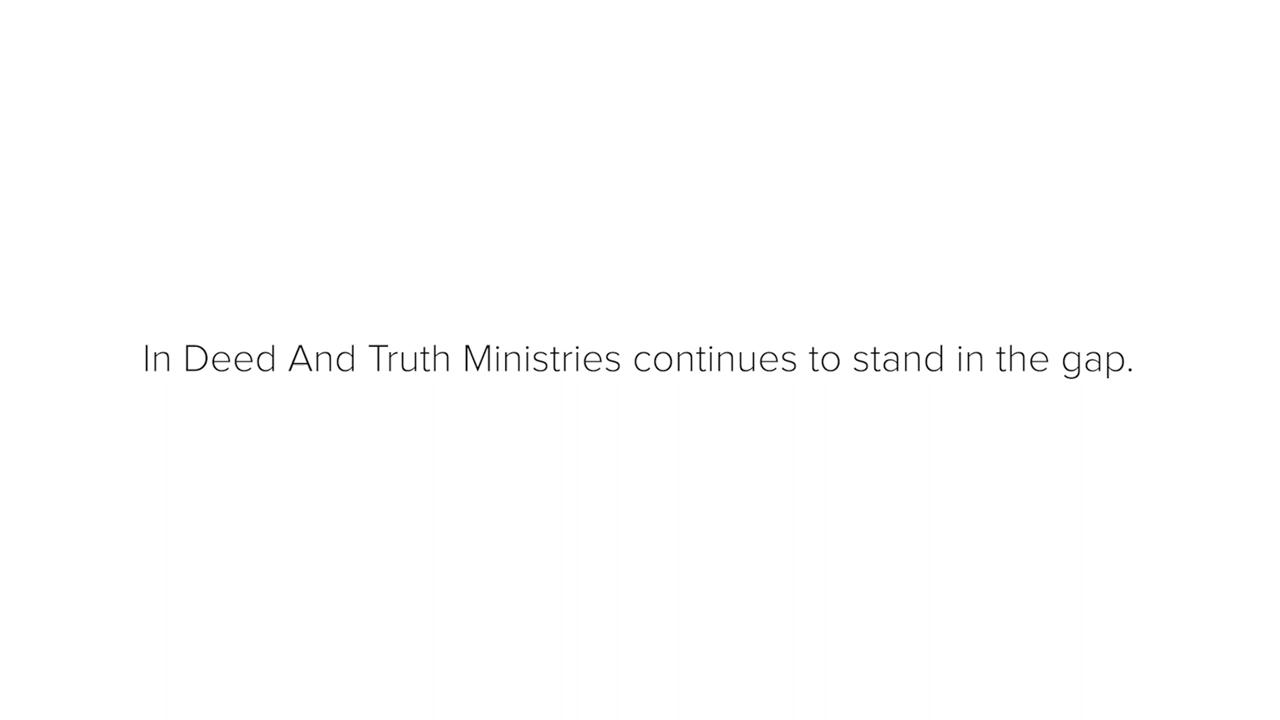 In Deed And Truth Ministries continues to stand in the gap.